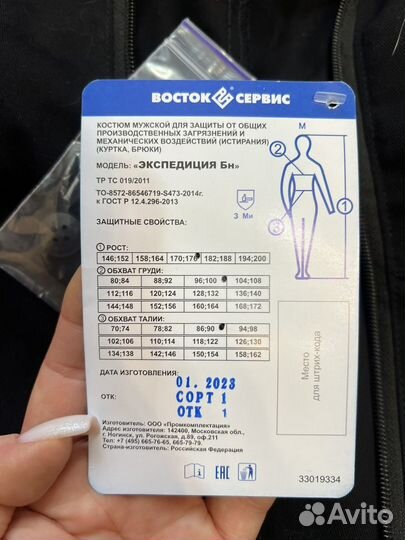 ВОСТОК СЕРВИС
КОСТЮМ МУЖСКОЙ ДЛЯ ЗАЩИТЫ ОТ ОБЩИХ
ПРОИЗВОДСТВЕННЫХ ЗАГРЯЗНЕНИЙ И
МЕХАНИЧЕСКИХ ВОЗДЕЙСТВИЙ (ИСТИРАНИЯ)
(КУРТКА, БРЮКИ)
МОДЕЛЬ: «ЭКСПЕДИЦИЯ Бн»
ТР ТС 019/2011
ТО-8572-86546719-S473-2014г.
к ГОСТ Р 12.4.296-2013
З Ми
ЗАЩИТНЫЕ СВОЙСТВА:
М
2
1
3
1 РОСТ:
146;152 158;164 170;176 182;188 194;200
2 ОБХВАТ ГРУДИ:
80;84 88;92 96;100 104;108
112;116 120;124 128;132 136;140
144;148 152;156 160;164 168;172
3 ОБХВАТ ТАЛИИ:
70;74 78;82 86;90 94;98
102;106 110;114 118;122 126;130
134;138 142;146 150;154 158;162
Место
для штрих-кода
ДАТА ИЗГОТОВЛЕНИЯ:
01. 2023
ОТК: СОРТ 1
ОТК 1
Изготовитель: ООО «Промкомплектация»
Адрес изготовителя: 142400, Московская обл.,
г. Ногинск, ул. Рогожская, д.89, оф.211
Тел: +7 (495) 665-76-65, 665-79-79.
Страна-изготовитель: Российская Федерация
EAC
33019334
Avito